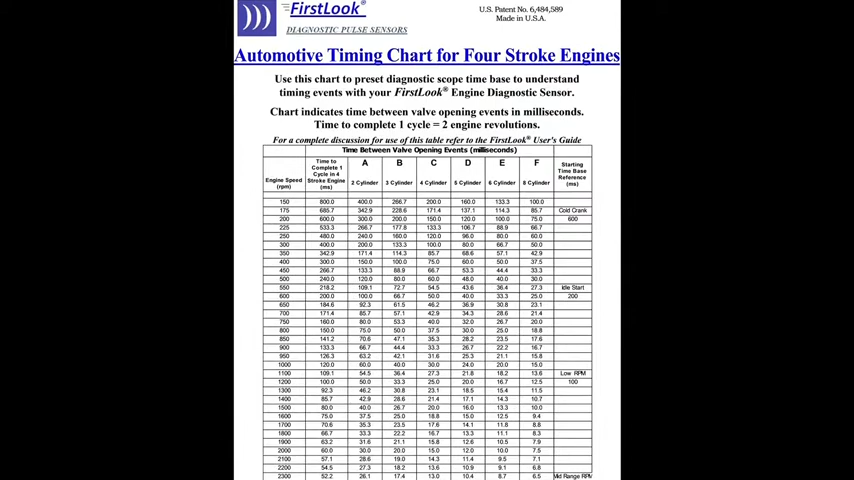 FirstLook®
DIAGNOSTIC PULSE SENSORS
U.S. Patent No. 6,484,589
Made in U.S.A.
Automotive Timing Chart for Four Stroke Engines
Use this chart to preset diagnostic scope time base to understand
timing events with your FirstLook® Engine Diagnostic Sensor.
Chart indicates time between valve opening events in milliseconds.
Time to complete 1 cycle = 2 engine revolutions.
For a complete discussion for use of this table refer to the FirstLook® User's Guide
Time Between Valve Opening Events (milliseconds)
Engine Speed (rpm) Time to Complete 1 Cycle in 4 Stroke Engine (ms) A 2 Cylinder B 3 Cylinder C 4 Cylinder D 5 Cylinder E 6 Cylinder F 8 Cylinder Starting Time Base Reference (ms)
150 800.0 400.0 266.7 200.0 160.0 133.3 100.0
175 685.7 342.9 228.6 171.4 137.1 114.3 85.7 Cold Crank
200 600.0 300.0 200.0 150.0 120.0 100.0 75.0 600
225 533.3 266.7 177.8 133.3 106.7 88.9 66.7
250 480.0 240.0 160.0 120.0 96.0 80.0 60.0
300 400.0 200.0 133.3 100.0 80.0 66.7 50.0
350 342.9 171.4 114.3 85.7 68.6 57.1 42.9
400 300.0 150.0 100.0 75.0 60.0 50.0 37.5
450 266.7 133.3 88.9 66.7 53.3 44.4 33.3
500 240.0 120.0 80.0 60.0 48.0 40.0 30.0
550 218.2 109.1 72.7 54.5 43.6 36.4 27.3 Idle Start
600 200.0 100.0 66.7 50.0 40.0 33.3 25.0 200
650 184.6 92.3 61.5 46.2 36.9 30.8 23.1
700 171.4 85.7 57.1 42.9 34.3 28.6 21.4
750 160.0 80.0 53.3 40.0 32.0 26.7 20.0
800 150.0 75.0 50.0 37.5 30.0 25.0 18.8
850 141.2 70.6 47.1 35.3 28.2 23.5 17.6
900 133.3 66.7 44.4 33.3 26.7 22.2 16.7
950 126.3 63.2 42.1 31.6 25.3 21.1 15.8
1000 120.0 60.0 40.0 30.0 24.0 20.0 15.0
1100 109.1 54.5 36.4 27.3 21.8 18.2 13.6 Low RPM
1200 100.0 50.0 33.3 25.0 20.0 16.7 12.5 100
1300 92.3 46.2 30.8 23.1 18.5 15.4 11.5
1400 85.7 42.9 28.6 21.4 17.1 14.3 10.7
1500 80.0 40.0 26.7 20.0 16.0 13.3 10.0
1600 75.0 37.5 25.0 18.8 15.0 12.5 9.4
1700 70.6 35.3 23.5 17.6 14.1 11.8 8.8
1800 66.7 33.3 22.2 16.7 13.3 11.1 8.3
1900 63.2 31.6 21.1 15.8 12.6 10.5 7.9
2000 60.0 30.0 20.0 15.0 12.0 10.0 7.5
2100 57.1 28.6 19.0 14.3 11.4 9.5 7.1
2200 54.5 27.3 18.2 13.6 10.9 9.1 6.8
2300 52.2 26.1 17.4 13.0 10.4 8.7 6.5 Mid Range RPM